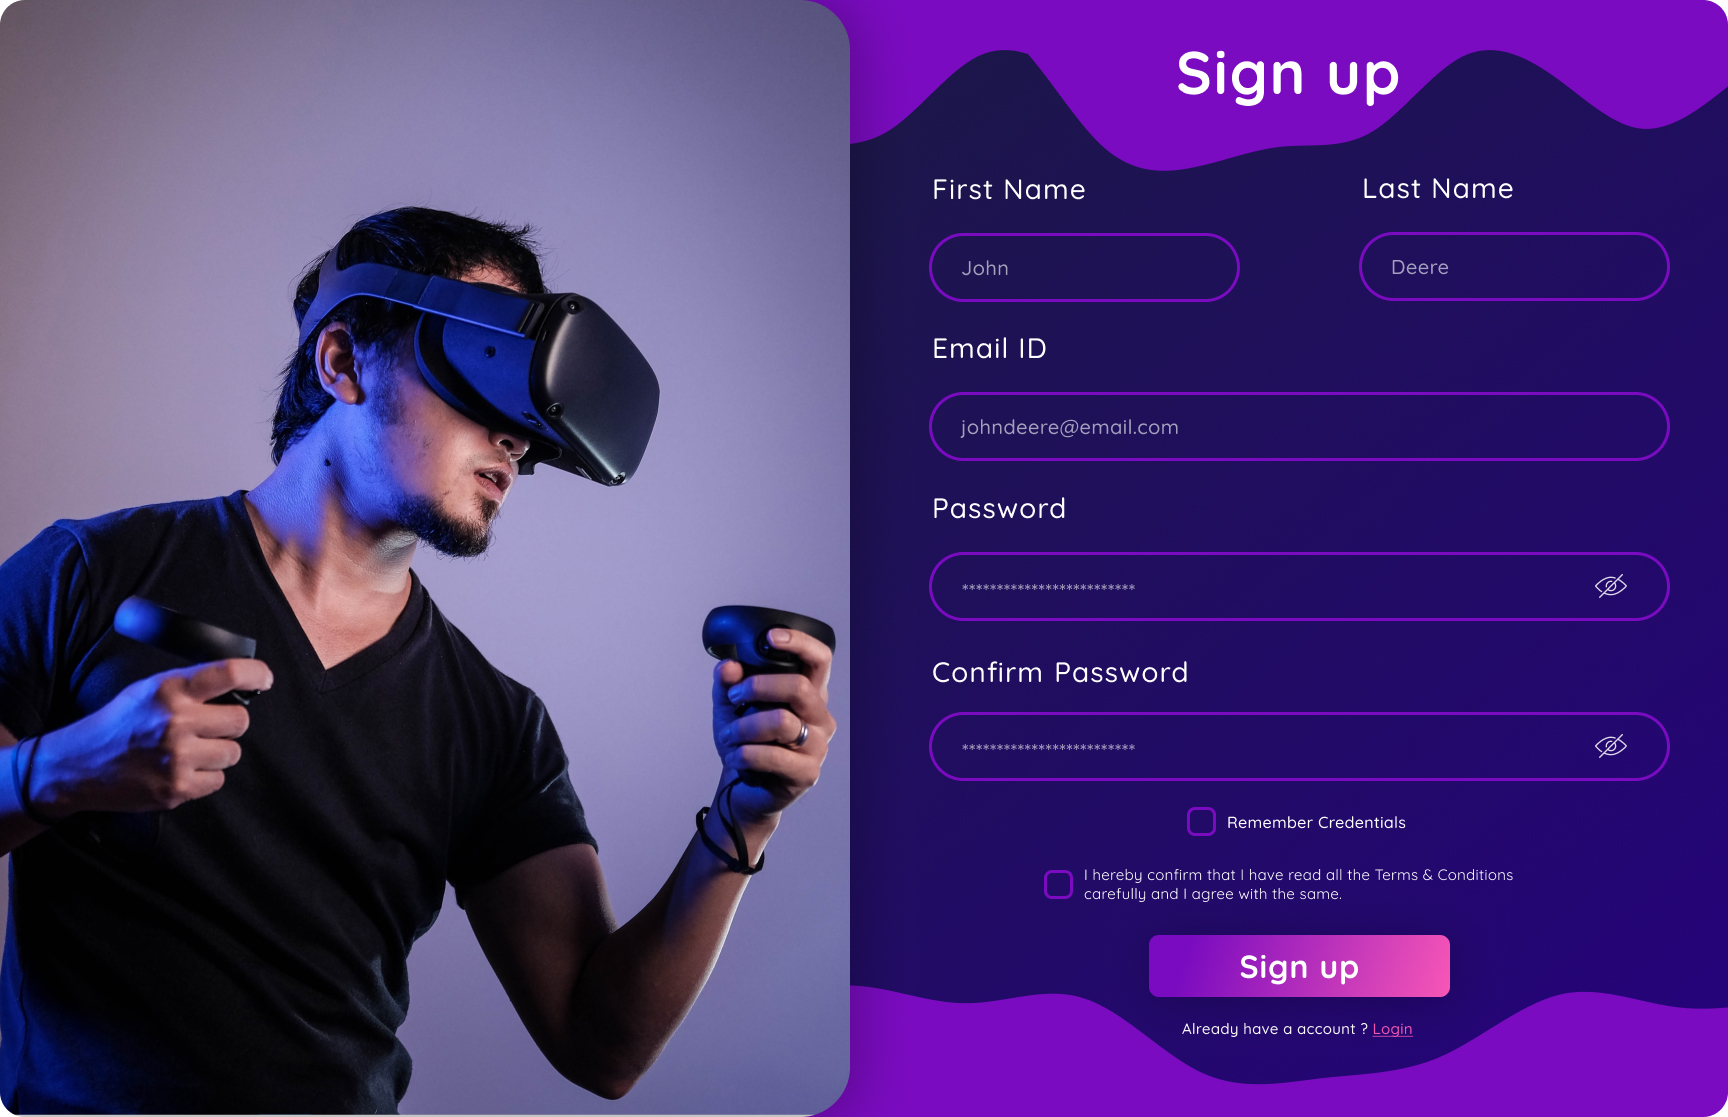 Sign up
First Name
Last Name
John
Deere
Email ID
johndeere@email.com
Password
*************************
Confirm Password
*************************
Remember Credentials
I hereby confirm that I have read all the Terms & Conditions
carefully and I agree with the same.
Sign up
Already have a account ? Login